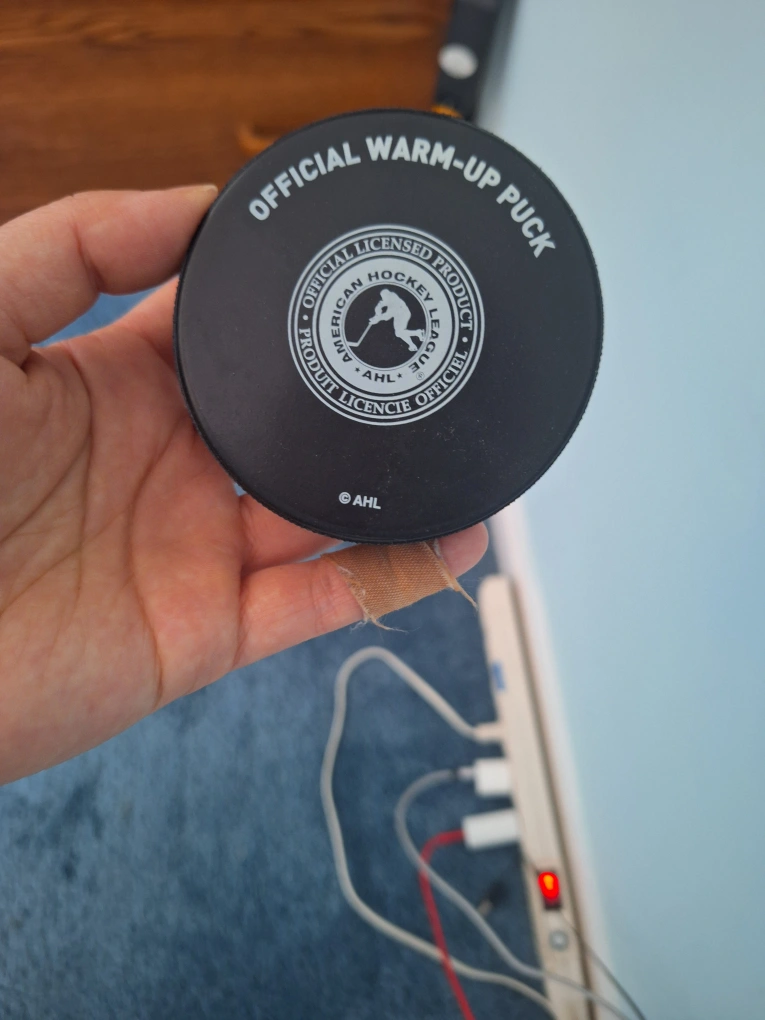 OFFICIAL WARM-UP PUCK
• OFFICIAL LICENSED PRODUCT •
AMERICAN HOCKEY LEAGUE
★ AHL ★ ®
PRODUIT LICENCIE OFFICIEL
© AHL